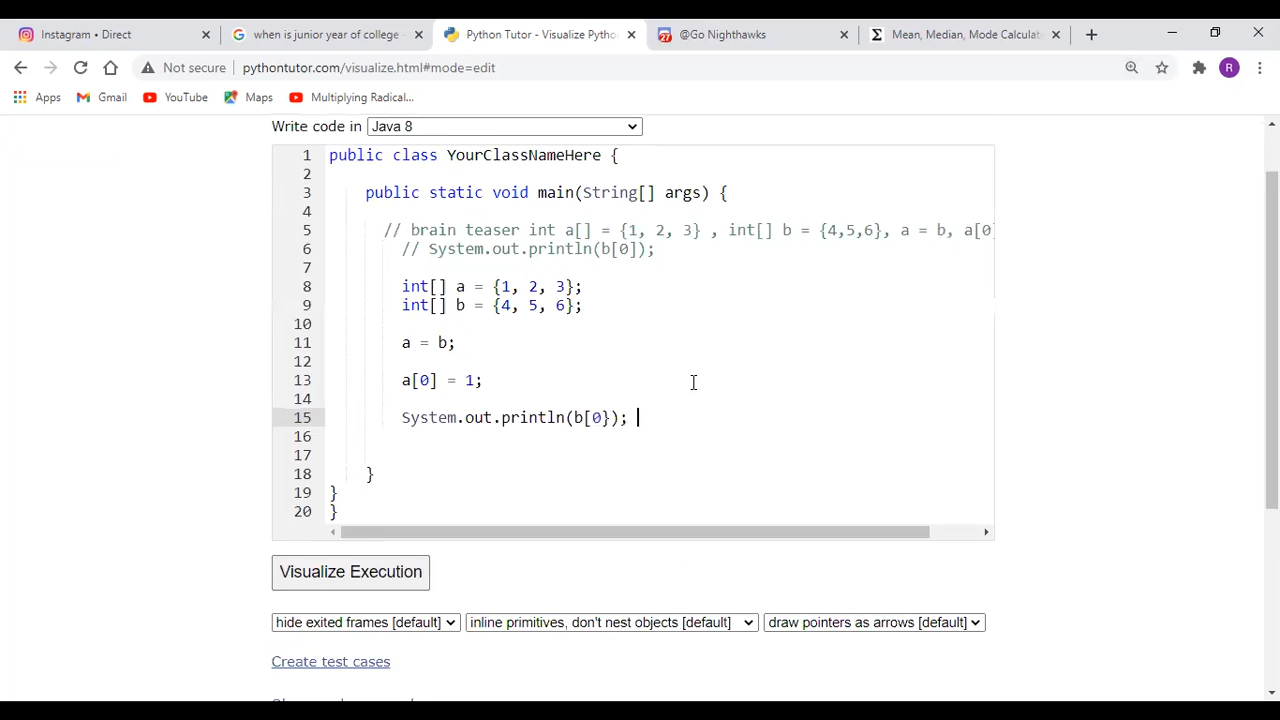 Instagram • Direct
when is junior year of college
Python Tutor - Visualize Pytho
27 @Go Nighthawks
Σ Mean, Median, Mode Calculat
Not secure pythontutor.com/visualize.html#mode=edit R
Apps Gmail YouTube Maps Multiplying Radical...
Write code in Java 8
1 public class YourClassNameHere {
2
3 public static void main(String[] args) {
4
5 // brain teaser int a[] = {1, 2, 3} , int[] b = {4,5,6}, a = b, a[0]
6 // System.out.println(b[0]);
7
8 int[] a = {1, 2, 3};
9 int[] b = {4, 5, 6};
10
11 a = b;
12
13 a[0] = 1;
14
15 System.out.println(b[0});
16
17
18 }
19 }
20 }
Visualize Execution
hide exited frames [default] inline primitives, don't nest objects [default] draw pointers as arrows [default]
Create test cases